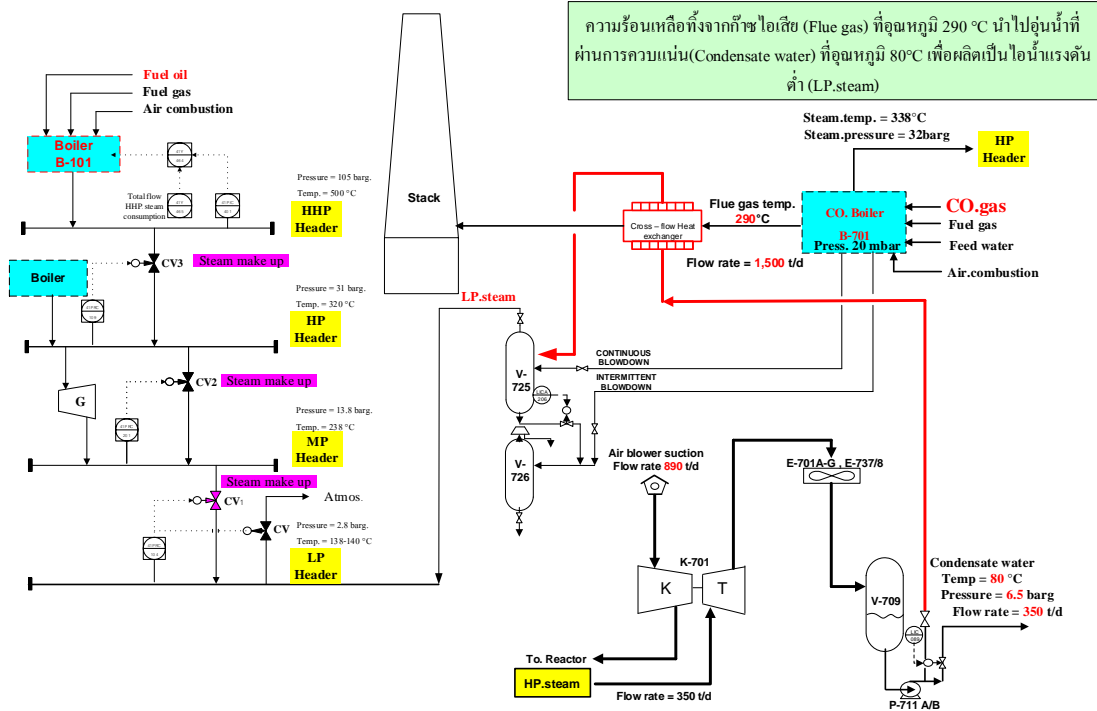 ความร้อนเหลือทิ้งจากก๊าซไอเสีย (Flue gas) ที่อุณหภูมิ 290 °C นำไปอุ่นน้ำที่
ผ่านการควบแน่น(Condensate water) ที่อุณหภูมิ 80°C เพื่อผลิตเป็นไอน้ำแรงดัน
ต่ำ (LP.steam)
Fuel oil
Fuel gas
Air combustion
Boiler
B-101
Total flow
HHP steam
consumption
Pressure = 105 barg.
Temp. = 500 °C
HHP
Header
CV3
Steam make up
Boiler
Pressure = 31 barg.
Temp. = 320 °C
HP
Header
G
CV2
Steam make up
Pressure = 13.8 barg.
Temp. = 238 °C
MP
Header
Steam make up
CV1
Atmos.
CV
Pressure = 2.8 barg.
Temp. = 138-140 °C
LP
Header
Stack
Steam.temp. = 338°C
Steam.pressure = 32barg
HP
Header
Flue gas temp.
290°C
Cross – flow Heat
exchanger
Flow rate = 1,500 t/d
CO. Boiler
B-701
Press. 20 mbar
CO.gas
Fuel gas
Feed water
Air.combustion
LP.steam
CONTINUOUS
BLOWDOWN
INTERMITTENT
BLOWDOWN
V-
725
LICA
206
V-
726
Air blower suction
Flow rate 890 t/d
E-701A-G , E-737/8
K-701
K
T
To. Reactor
HP.steam
Flow rate = 350 t/d
V-709
P-711 A/B
Condensate water
Temp = 80 °C
Pressure = 6.5 barg
Flow rate = 350 t/d